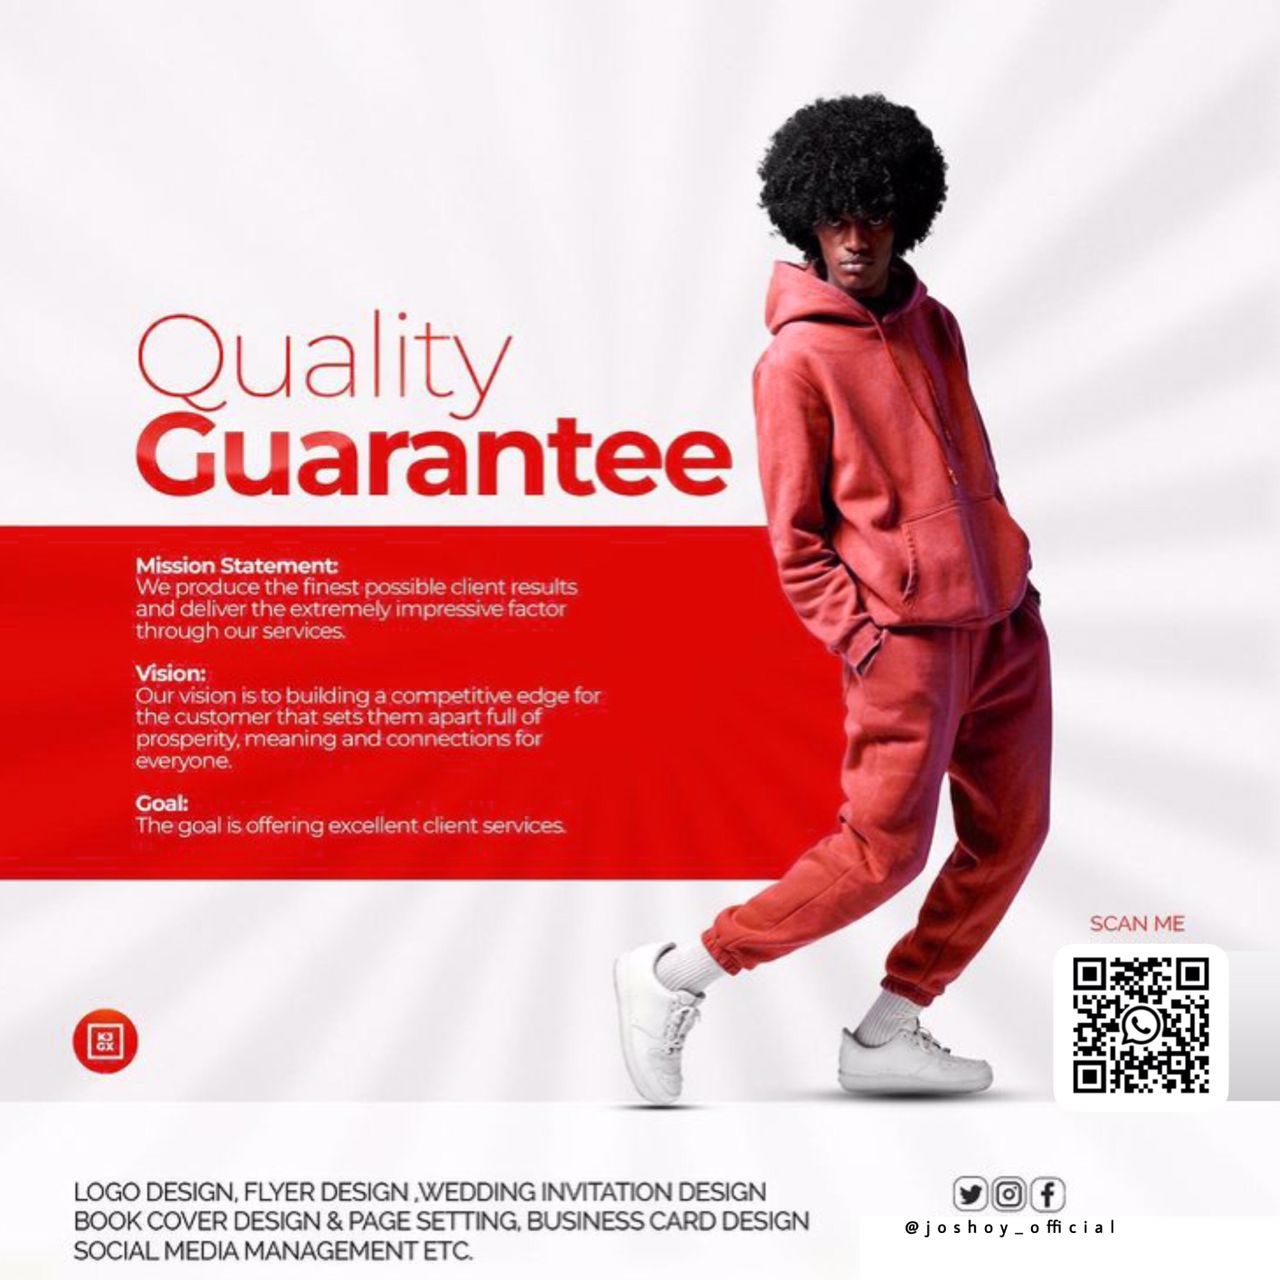 Quality
Guarantee
Mission Statement:
We produce the finest possible client results
and deliver the extremely impressive factor
through our services.
Vision:
Our vision is to building a competitive edge for
the customer that sets them apart full of
prosperity, meaning and connections for
everyone.
Goal:
The goal is offering excellent client services.
SCAN ME
KJ
GX
LOGO DESIGN, FLYER DESIGN ,WEDDING INVITATION DESIGN
BOOK COVER DESIGN & PAGE SETTING, BUSINESS CARD DESIGN
SOCIAL MEDIA MANAGEMENT ETC.
@joshoy_official